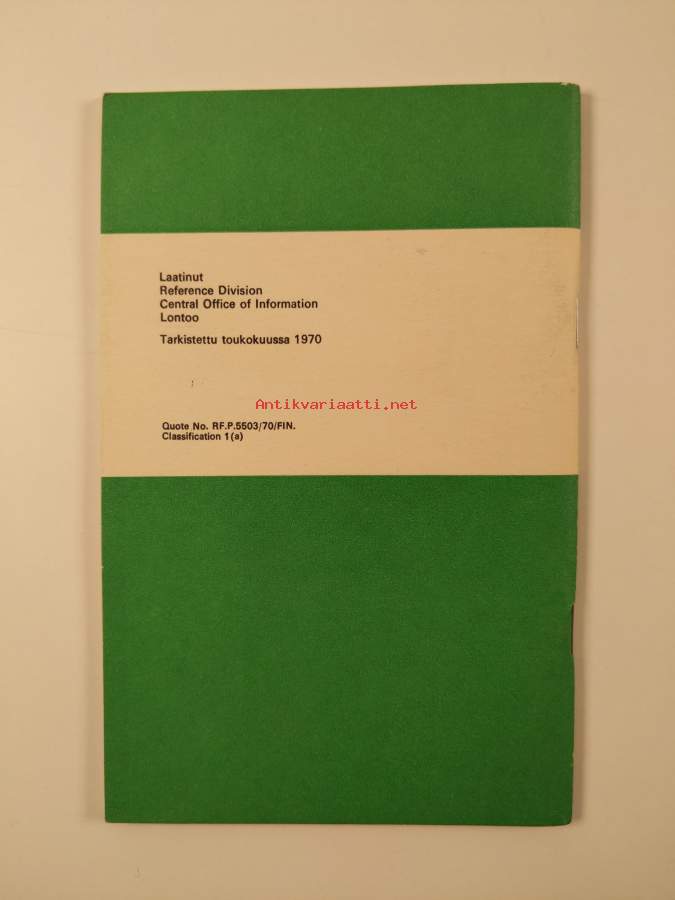 Laatinut
Reference Division
Central Office of Information
Lontoo
Tarkistettu toukokuussa 1970
Antikvariaatti.net
Quote No. RF.P.5503/70/FIN.
Classification 1(a)